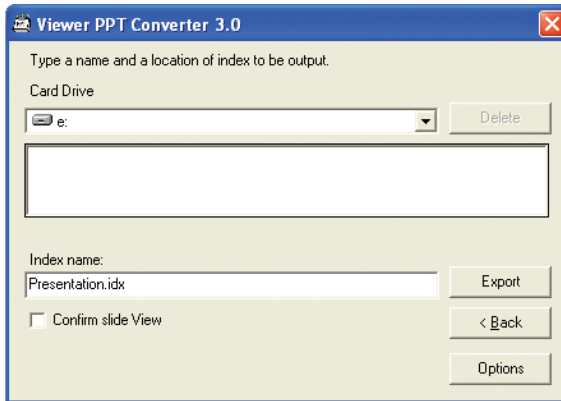 Viewer PPT Converter 3.0
Type a name and a location of index to be output.
Card Drive
e:
Delete
Index name:
Presentation.idx
Export
Confirm slide View
< Back
Options